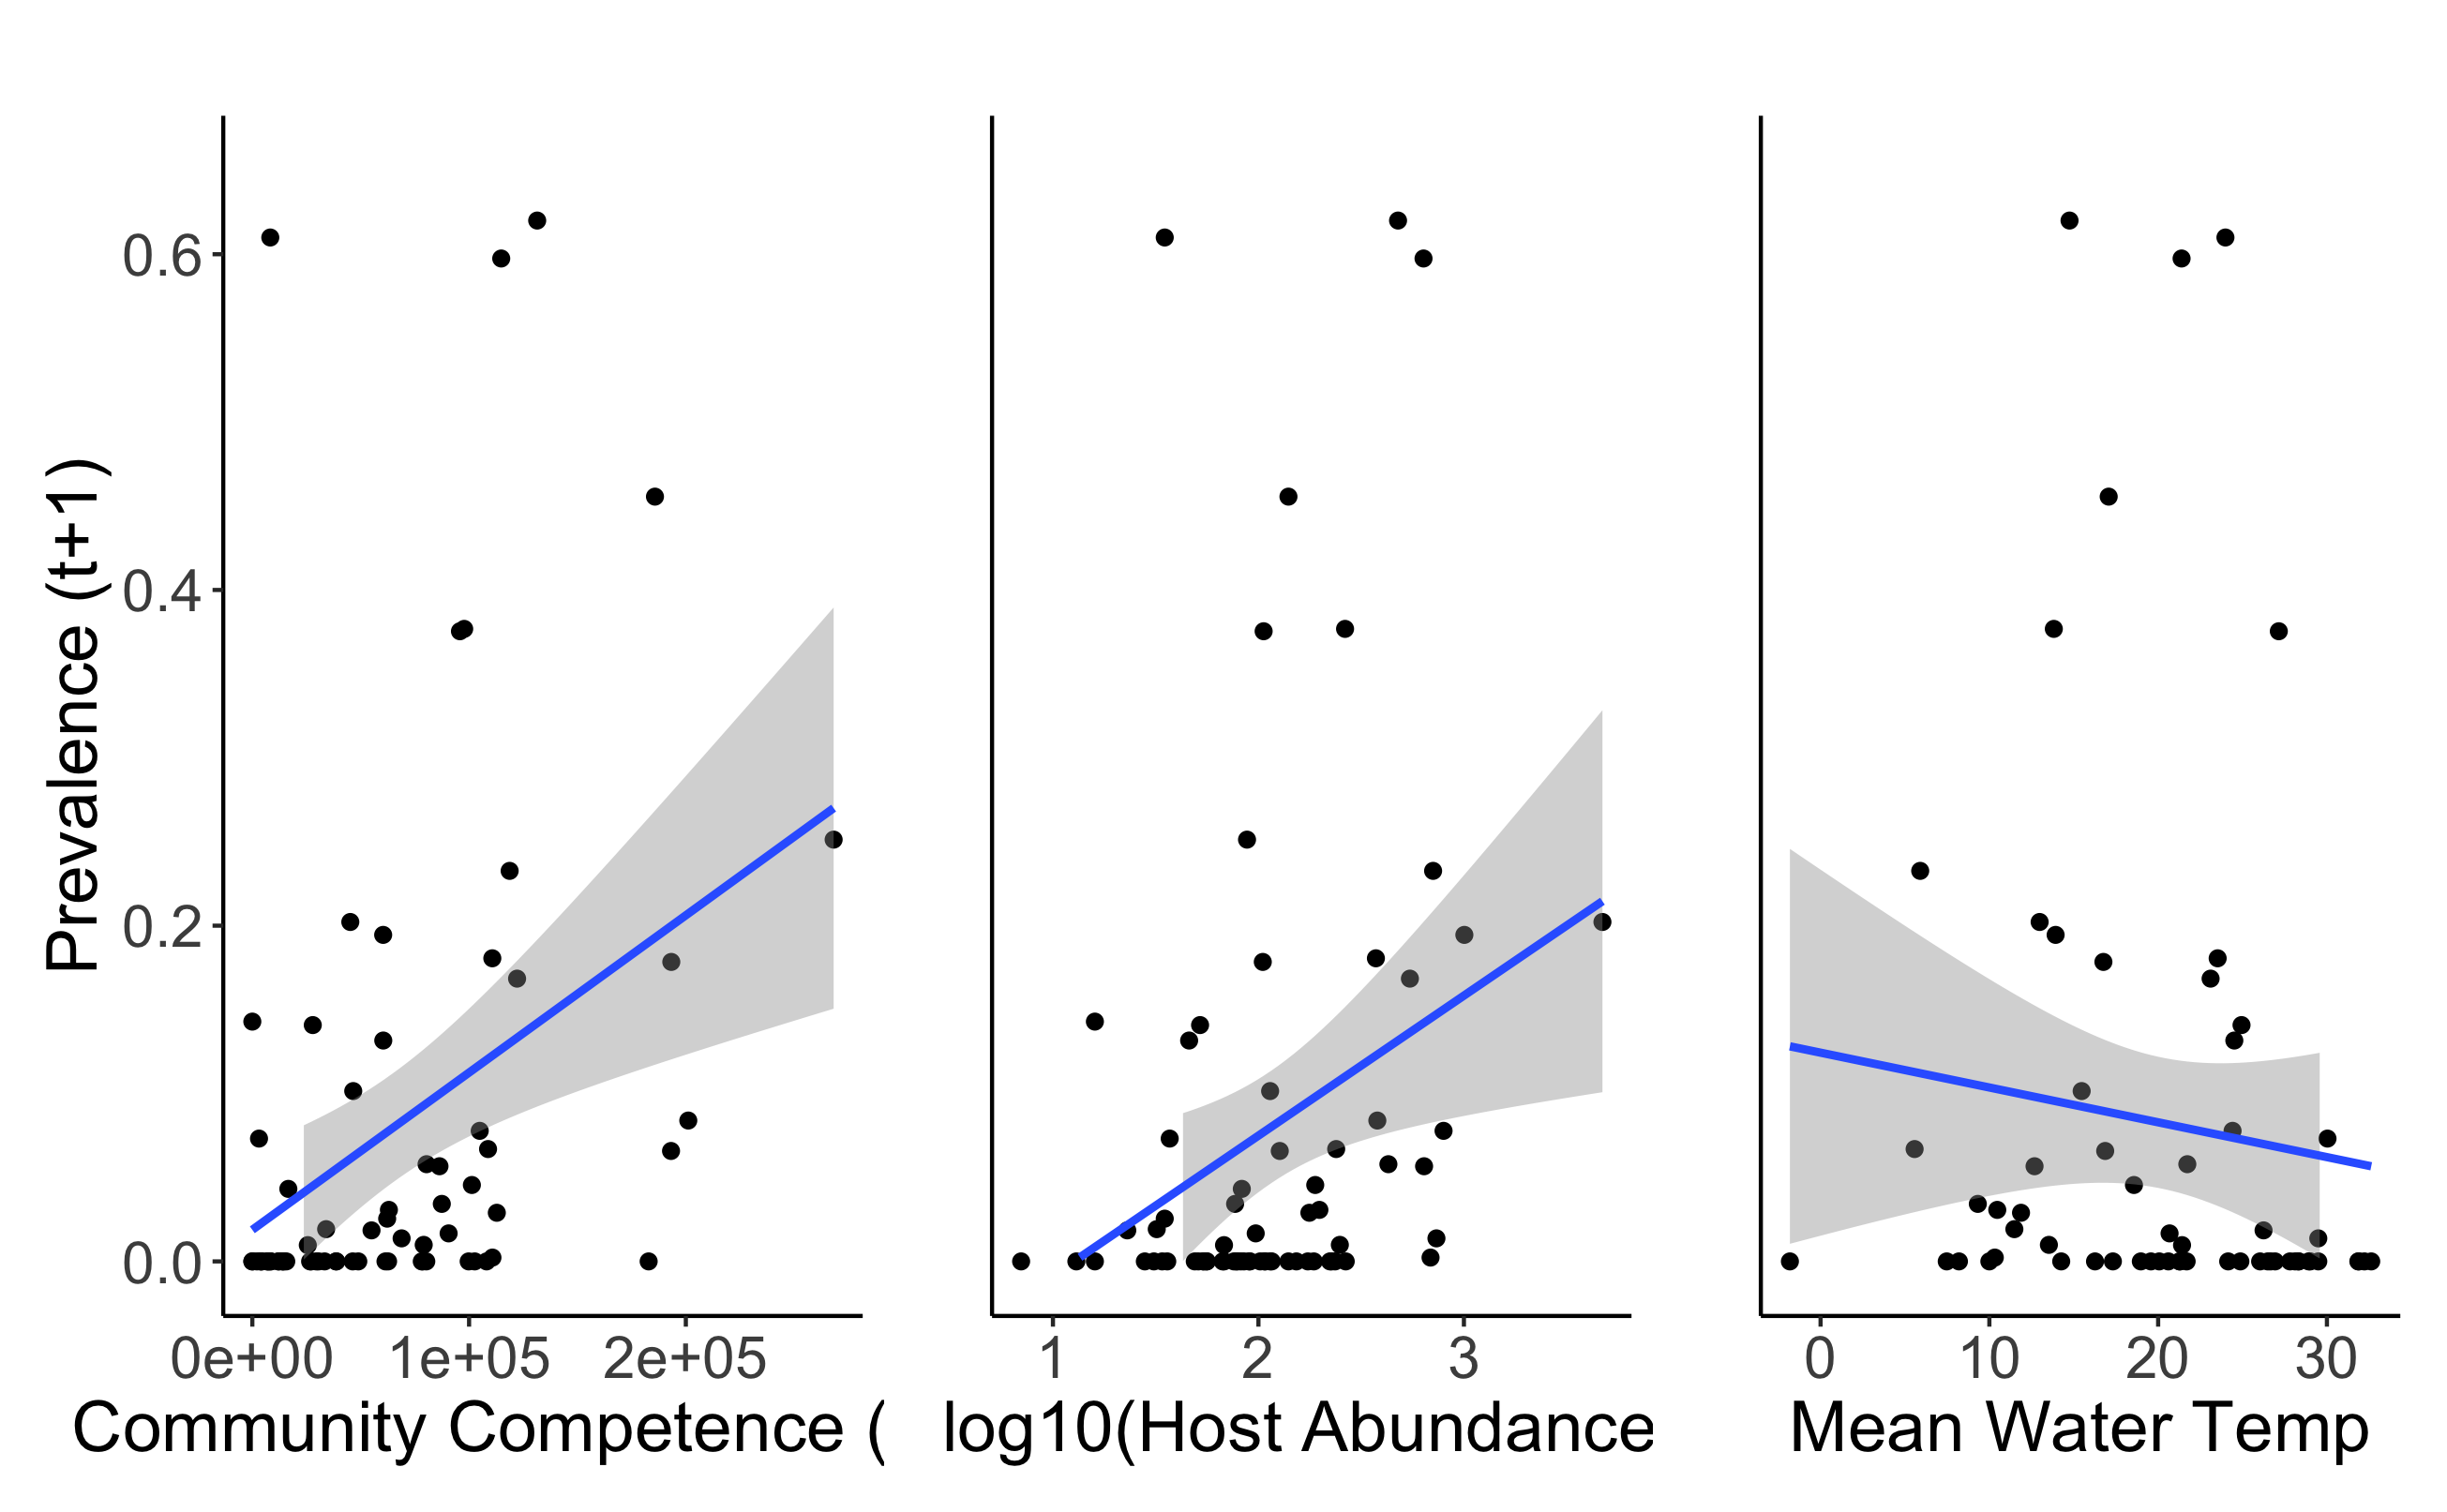 Prevalence (t+1)
0.6
0.4
0.2
0.0
0e+00 1e+05 2e+05
1 2 3
0 10 20 30
Community Competence (
log10(Host Abundance
Mean Water Temp